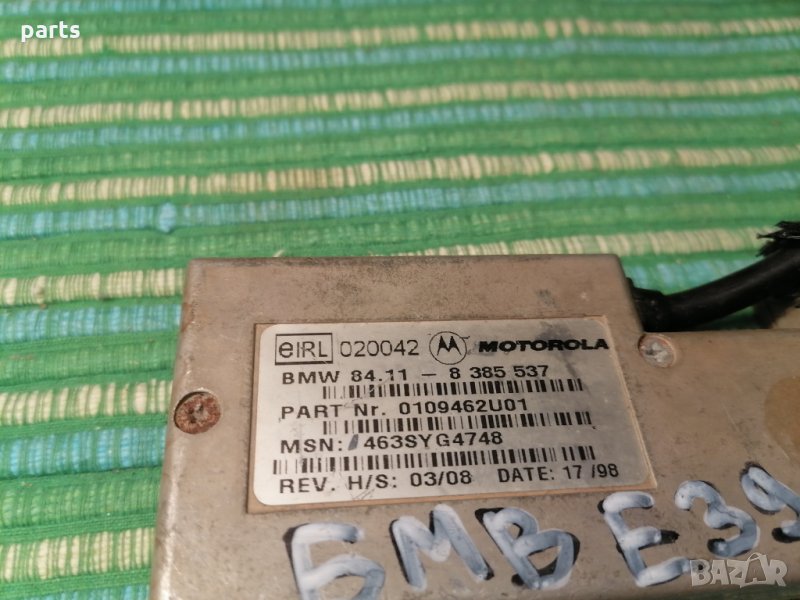 parts
eIRL 020042 M MOTOROLA
BMW 84.11 – 8 385 537
PART Nr. 0109462U01
MSN: 463SYG4748
REV. H/S: 03/08 DATE: 17 /98
БМВ Е39
BAZAR